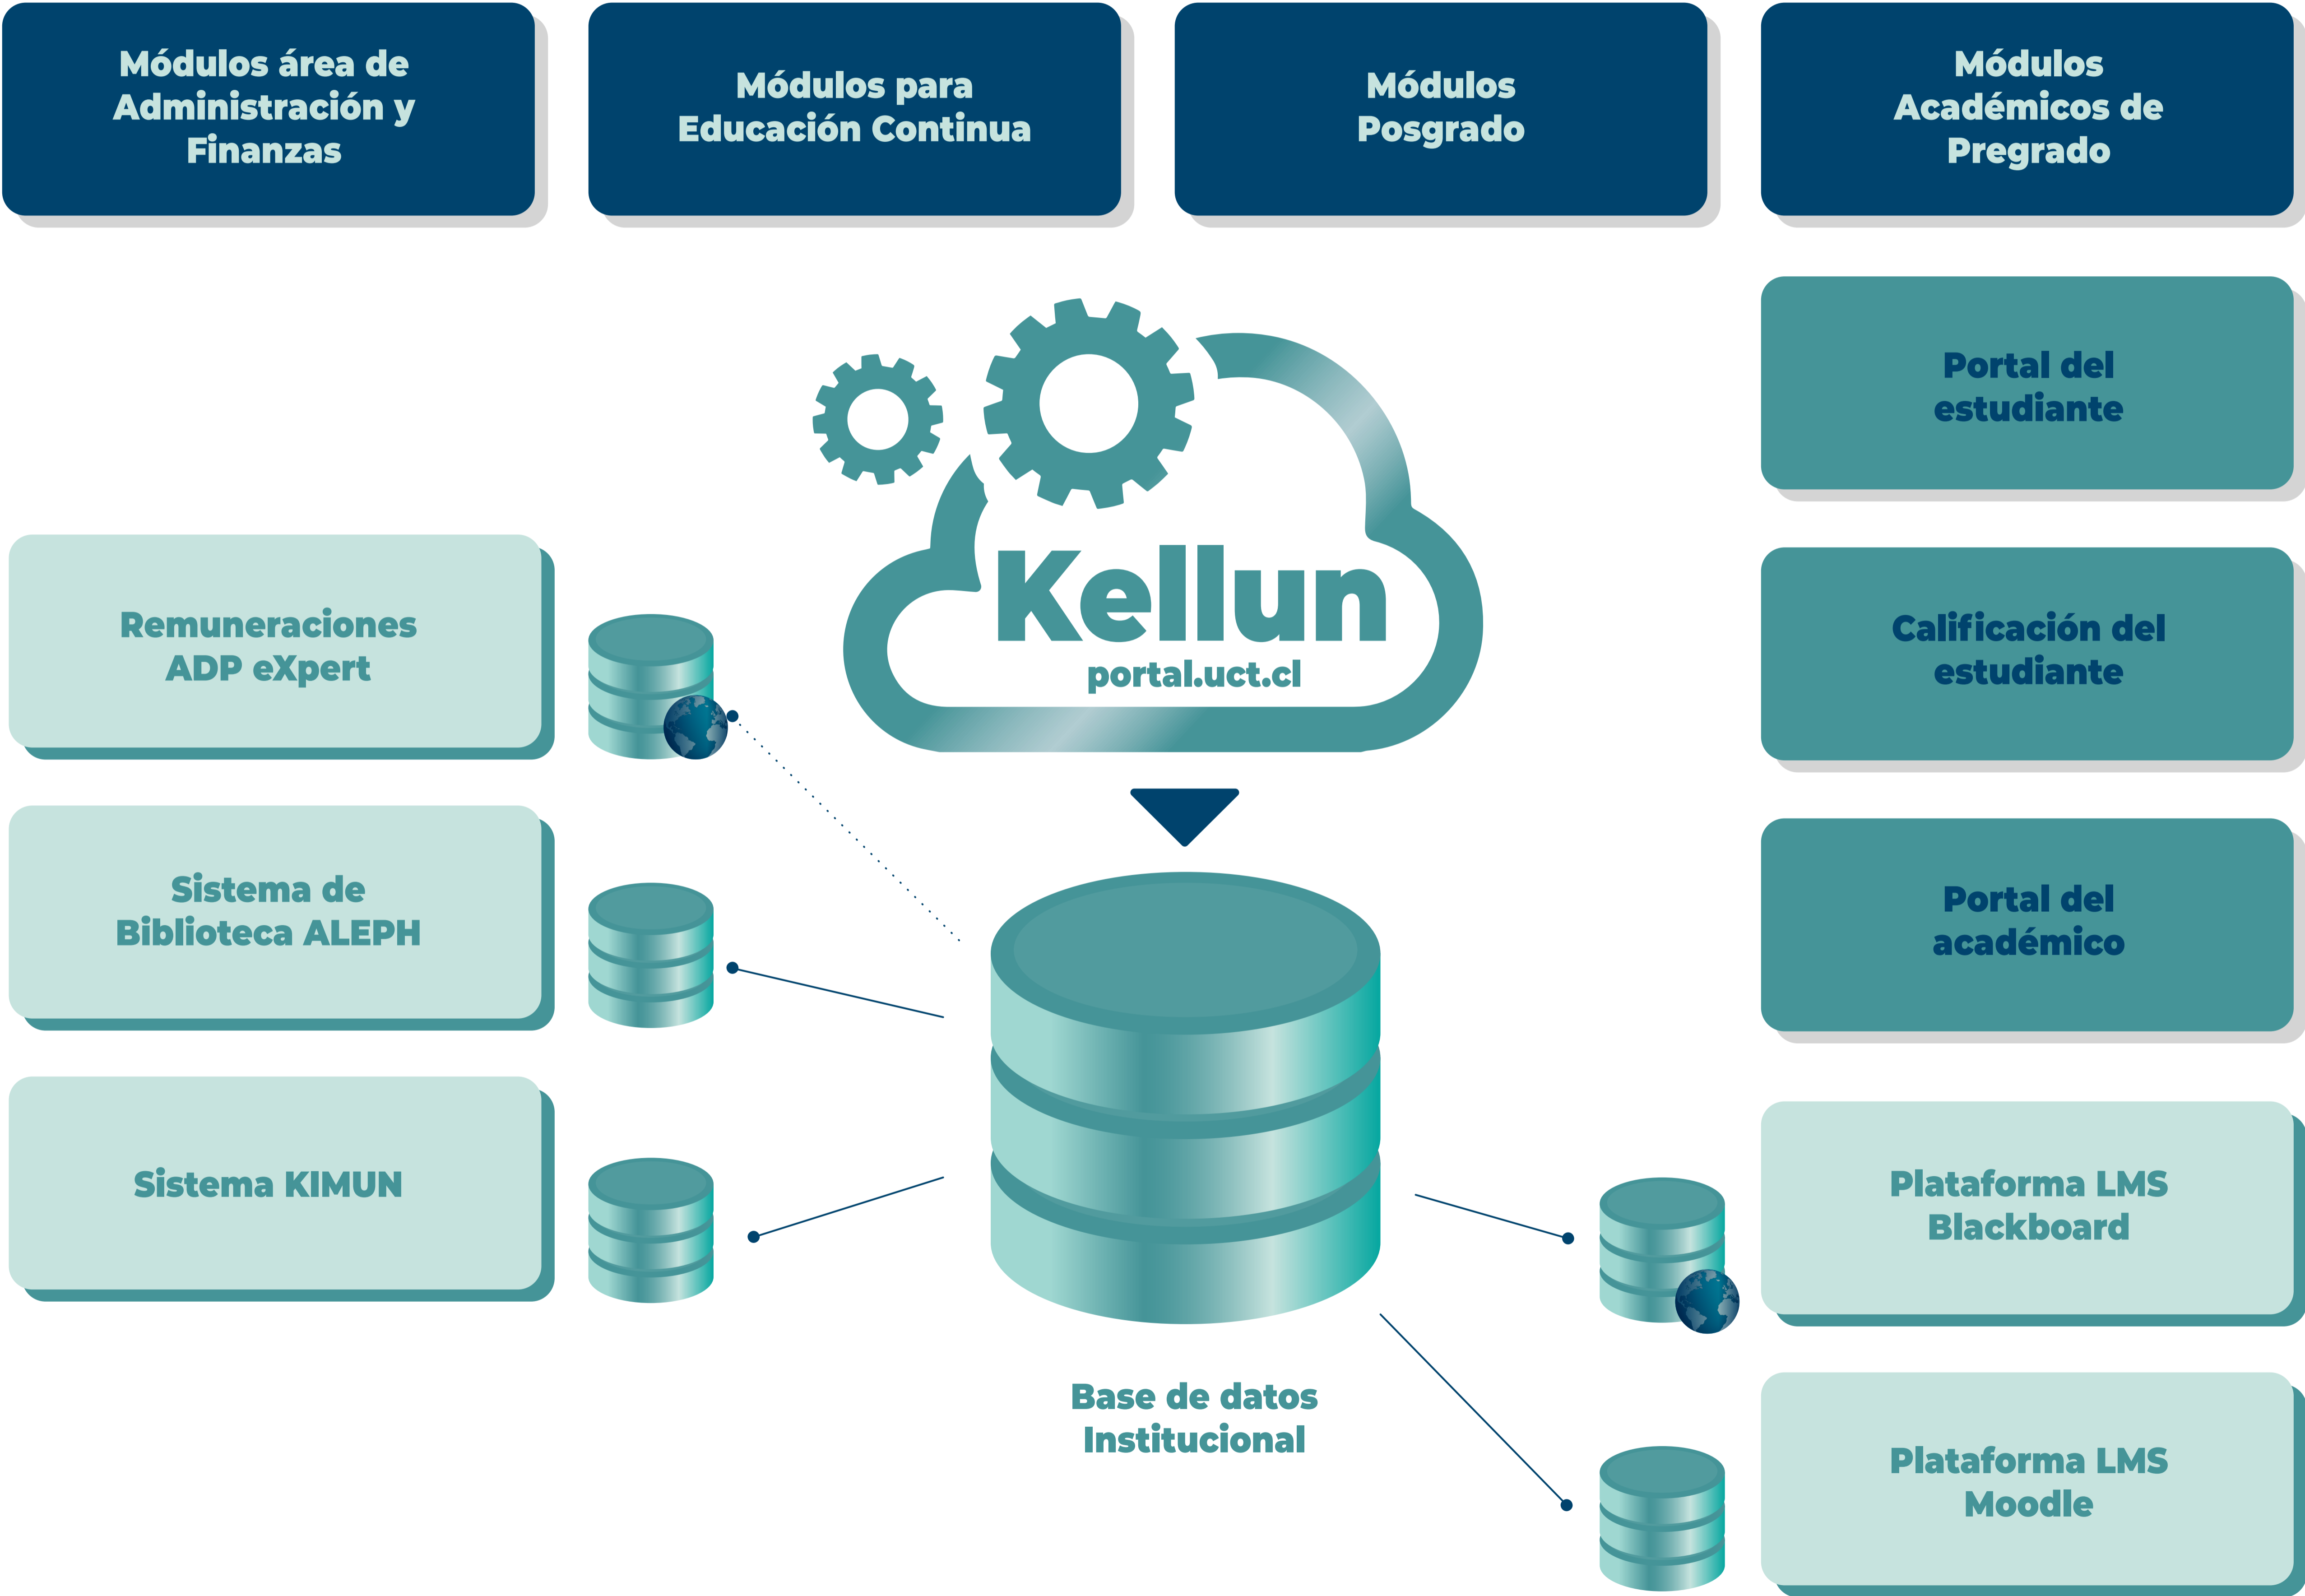 Módulos área de
Administración y
Finanzas
Módulos para
Educación Continua
Módulos
Posgrado
Módulos
Académicos de
Pregrado
Portal del
estudiante
Kellun
portal.uct.cl
Remuneraciones
ADP eXpert
Calificación del
estudiante
Sistema de
Biblioteca ALEPH
Portal del
académico
Sistema KIMUN
Plataforma LMS
Blackboard
Base de datos
Institucional
Plataforma LMS
Moodle